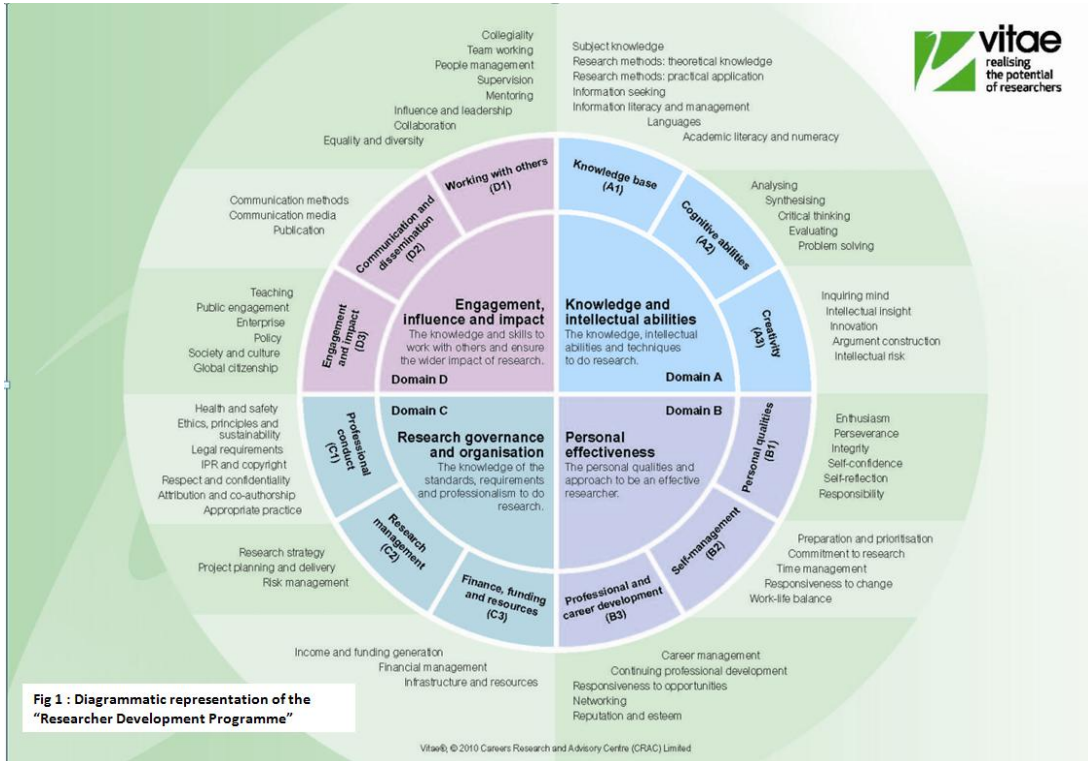 vitae
realising
the potential
of researchers
Collegiality
Team working
People management
Supervision
Mentoring
Influence and leadership
Collaboration
Equality and diversity
Subject knowledge
Research methods: theoretical knowledge
Research methods: practical application
Information seeking
Information literacy and management
Languages
Academic literacy and numeracy
Communication methods
Communication media
Publication
Analysing
Synthesising
Critical thinking
Evaluating
Problem solving
Teaching
Public engagement
Enterprise
Policy
Society and culture
Global citizenship
Inquiring mind
Intellectual insight
Innovation
Argument construction
Intellectual risk
Working with others
(D1)
Knowledge base
(A1)
Communication and
dissemination
(D2)
Cognitive abilities
(A2)
Engagement
and impact
(D3)
Creativity
(A3)
Engagement,
influence and impact
The knowledge and skills to
work with others and ensure
the wider impact of research.
Domain D
Knowledge and
intellectual abilities
The knowledge, intellectual
abilities and techniques
to do research.
Domain A
Domain C
Research governance
and organisation
The knowledge of the
standards, requirements
and professionalism to do
research.
Domain B
Personal
effectiveness
The personal qualities and
approach to be an effective
researcher.
Professional
conduct
(C1)
Personal qualities
(B1)
Research
management
(C2)
Self-management
(B2)
Finance, funding
and resources
(C3)
Professional and
career development
(B3)
Health and safety
Ethics, principles and
sustainability
Legal requirements
IPR and copyright
Respect and confidentiality
Attribution and co-authorship
Appropriate practice
Enthusiasm
Perseverance
Integrity
Self-confidence
Self-reflection
Responsibility
Research strategy
Project planning and delivery
Risk management
Preparation and prioritisation
Commitment to research
Time management
Responsiveness to change
Work-life balance
Income and funding generation
Financial management
Infrastructure and resources
Career management
Continuing professional development
Responsiveness to opportunities
Networking
Reputation and esteem
Fig 1 : Diagrammatic representation of the
“Researcher Development Programme”
Vitae®, © 2010 Careers Research and Advisory Centre (CRAC) Limited